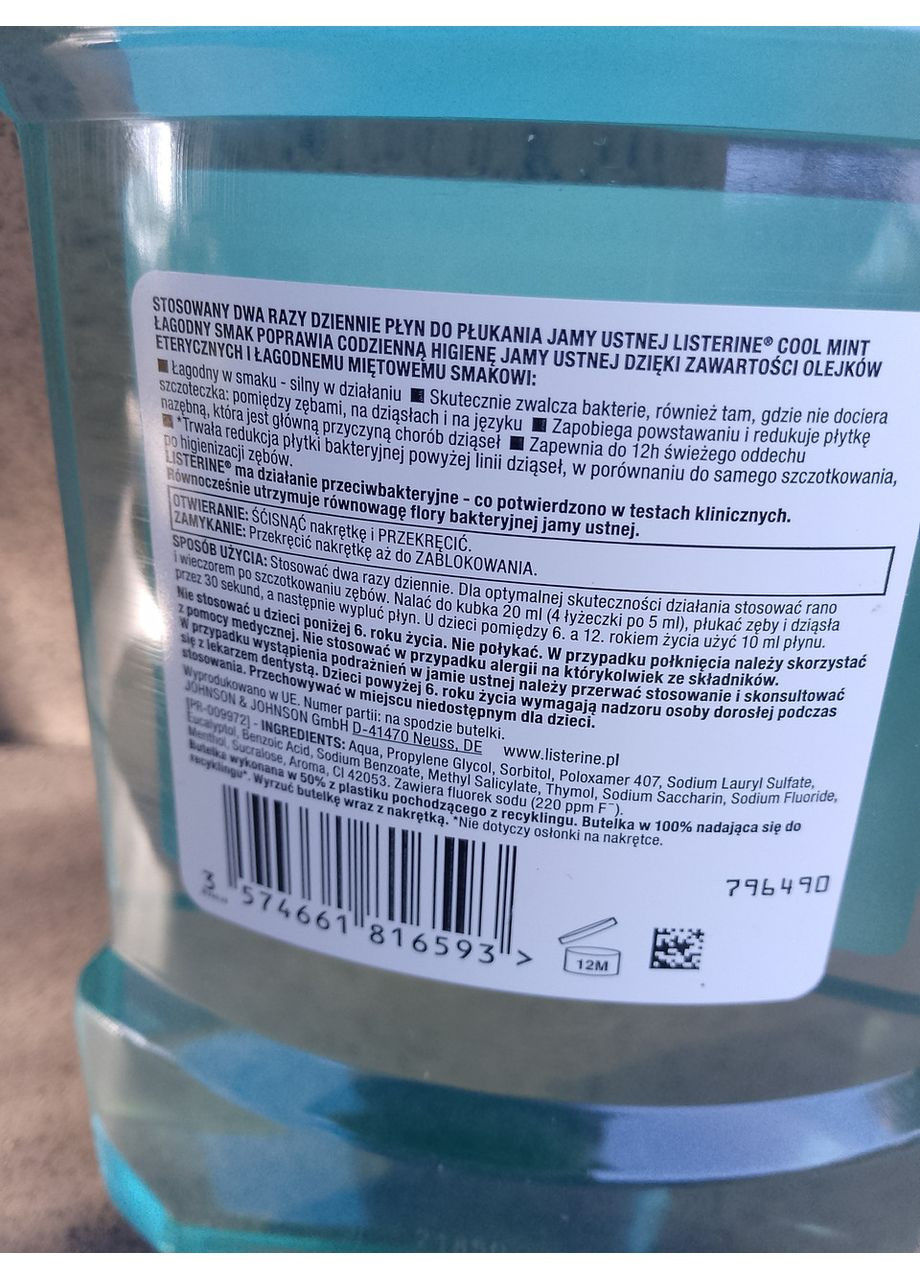 STOSOWANY DWA RAZY DZIENNIE PŁYN DO PŁUKANIA JAMY USTNEJ LISTERINE® COOL MINT
ŁAGODNY SMAK POPRAWIA CODZIENNĄ HIGIENĘ JAMY USTNEJ DZIĘKI ZAWARTOŚCI OLEJKÓW
ETERYCZNYCH I ŁAGODNEMU MIĘTOWEMU SMAKOWI:
■ Łagodny w smaku - silny w działaniu ■ Skutecznie zwalcza bakterie, również tam, gdzie nie dociera
szczoteczka: pomiędzy zębami, na dziąsłach i na języku ■ Zapobiega powstawaniu i redukuje płytkę
nazębną, która jest główną przyczyną chorób dziąseł ■ Zapewnia do 12h świeżego oddechu
■ *Trwała redukcja płytki bakteryjnej powyżej linii dziąseł, w porównaniu do samego szczotkowania,
po higienizacji zębów.
LISTERINE® ma działanie przeciwbakteryjne - co potwierdzono w testach klinicznych.
Równocześnie utrzymuje równowagę flory bakteryjnej jamy ustnej.
OTWIERANIE: ŚCISNĄĆ nakrętkę i PRZEKRĘCIĆ.
ZAMYKANIE: Przekręcić nakrętkę aż do ZABLOKOWANIA.
SPOSÓB UŻYCIA: Stosować dwa razy dziennie. Dla optymalnej skuteczności działania stosować rano
i wieczorem po szczotkowaniu zębów. Nalać do kubka 20 ml (4 łyżeczki po 5 ml), płukać zęby i dziąsła
przez 30 sekund, a następnie wypluć płyn. U dzieci pomiędzy 6. a 12. rokiem życia użyć 10 ml płynu.
Nie stosować u dzieci poniżej 6. roku życia. Nie połykać. W przypadku połknięcia należy skorzystać
z pomocy medycznej. Nie stosować w przypadku alergii na którykolwiek ze składników.
W przypadku wystąpienia podrażnień w jamie ustnej należy przerwać stosowanie i skonsultować
się z lekarzem dentystą. Dzieci powyżej 6. roku życia wymagają nadzoru osoby dorosłej podczas
stosowania. Przechowywać w miejscu niedostępnym dla dzieci.
Wyprodukowano w UE. Numer partii: na spodzie butelki.
JOHNSON & JOHNSON GmbH D-41470 Neuss, DE www.listerine.pl
[PR-009972] - INGREDIENTS: Aqua, Propylene Glycol, Sorbitol, Poloxamer 407, Sodium Lauryl Sulfate,
Eucalyptol, Benzoic Acid, Sodium Benzoate, Methyl Salicylate, Thymol, Sodium Saccharin, Sodium Fluoride,
Menthol, Sucralose, Aroma, CI 42053. Zawiera fluorek sodu (220 ppm F⁻).
Butelka wykonana w 50% z plastiku pochodzącego z recyklingu. Butelka w 100% nadająca się do
recyklingu*. Wyrzuć butelkę wraz z nakrętką. *Nie dotyczy osłonki na nakrętce.
796490
3 574661 816593 >
12M